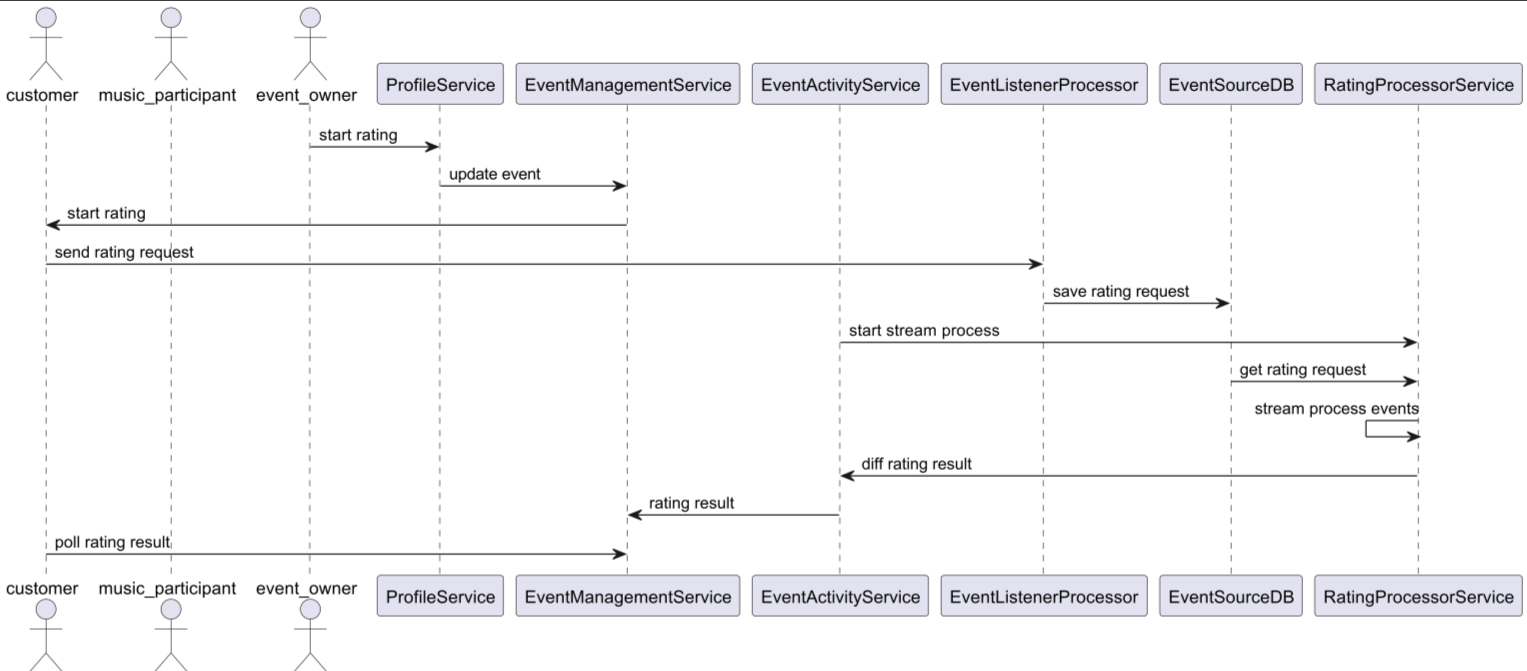 customer
music_participant
event_owner
ProfileService
EventManagementService
EventActivityService
EventListenerProcessor
EventSourceDB
RatingProcessorService
start rating
update event
start rating
send rating request
save rating request
start stream process
get rating request
stream process events
diff rating result
rating result
poll rating result
customer
music_participant
event_owner
ProfileService
EventManagementService
EventActivityService
EventListenerProcessor
EventSourceDB
RatingProcessorService